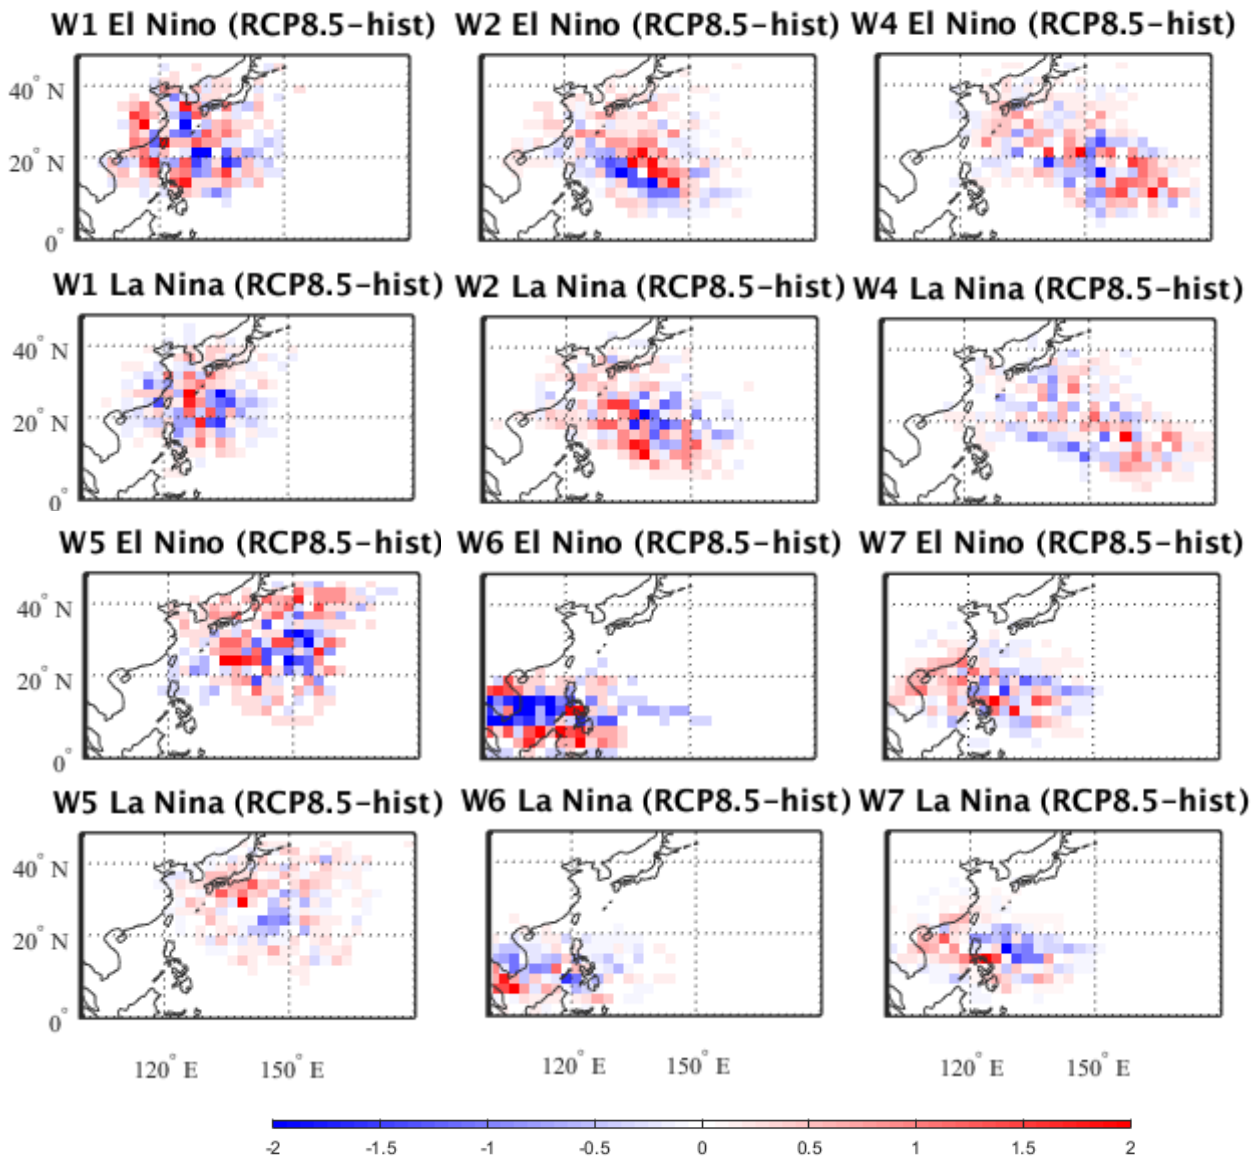 W1 El Nino (RCP8.5-hist) W2 El Nino (RCP8.5-hist) W4 El Nino (RCP8.5-hist)
40° N
20° N
0°
W1 La Nina (RCP8.5-hist) W2 La Nina (RCP8.5-hist) W4 La Nina (RCP8.5-hist)
40° N
20° N
0°
W5 El Nino (RCP8.5-hist) W6 El Nino (RCP8.5-hist) W7 El Nino (RCP8.5-hist)
40° N
20° N
0°
W5 La Nina (RCP8.5-hist) W6 La Nina (RCP8.5-hist) W7 La Nina (RCP8.5-hist)
40° N
20° N
0°
120° E 150° E 120° E 150° E 120° E 150° E
-2 -1.5 -1 -0.5 0 0.5 1 1.5 2